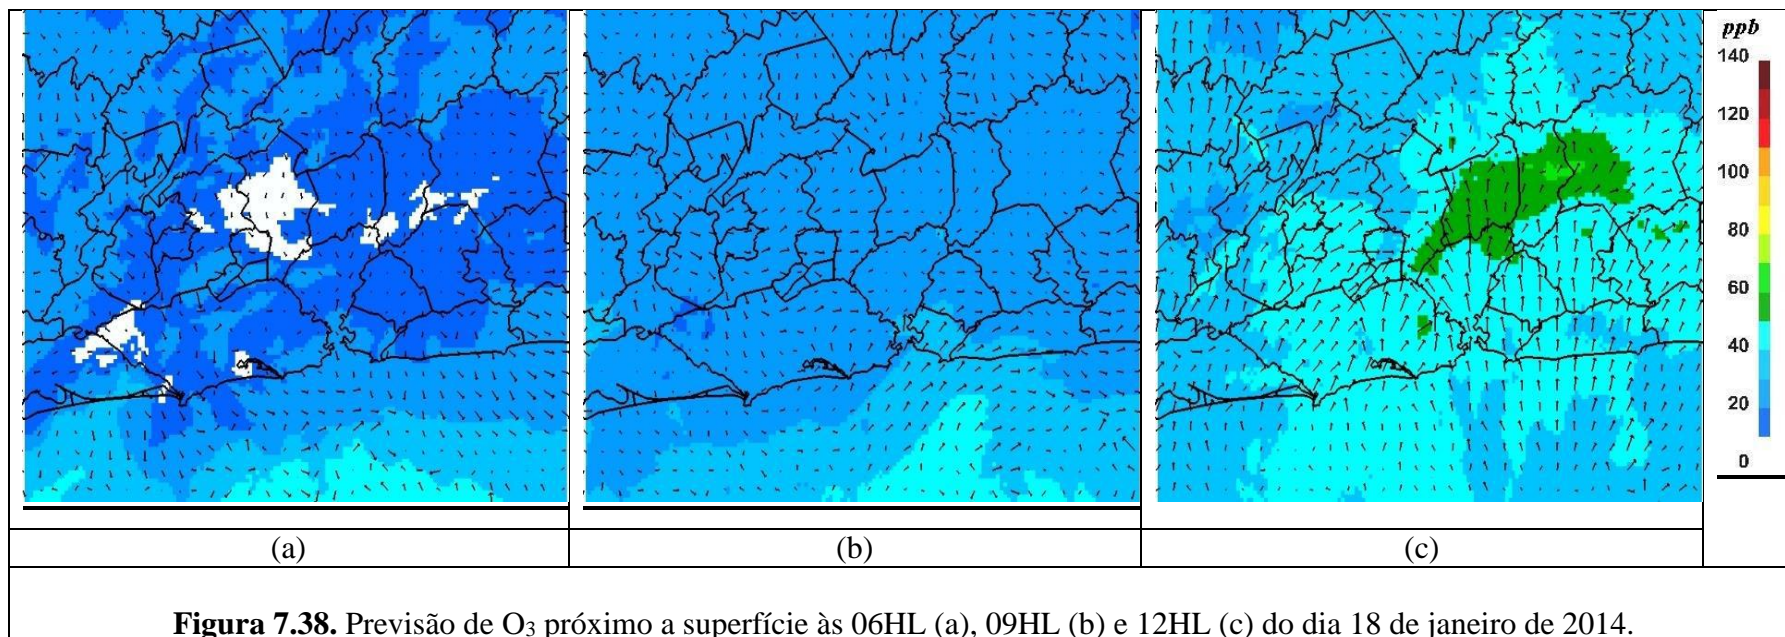 ppb
140
120
100
80
60
40
20
0
(a)
(b)
(c)
Figura 7.38. Previsão de O₃ próximo a superfície às 06HL (a), 09HL (b) e 12HL (c) do dia 18 de janeiro de 2014.